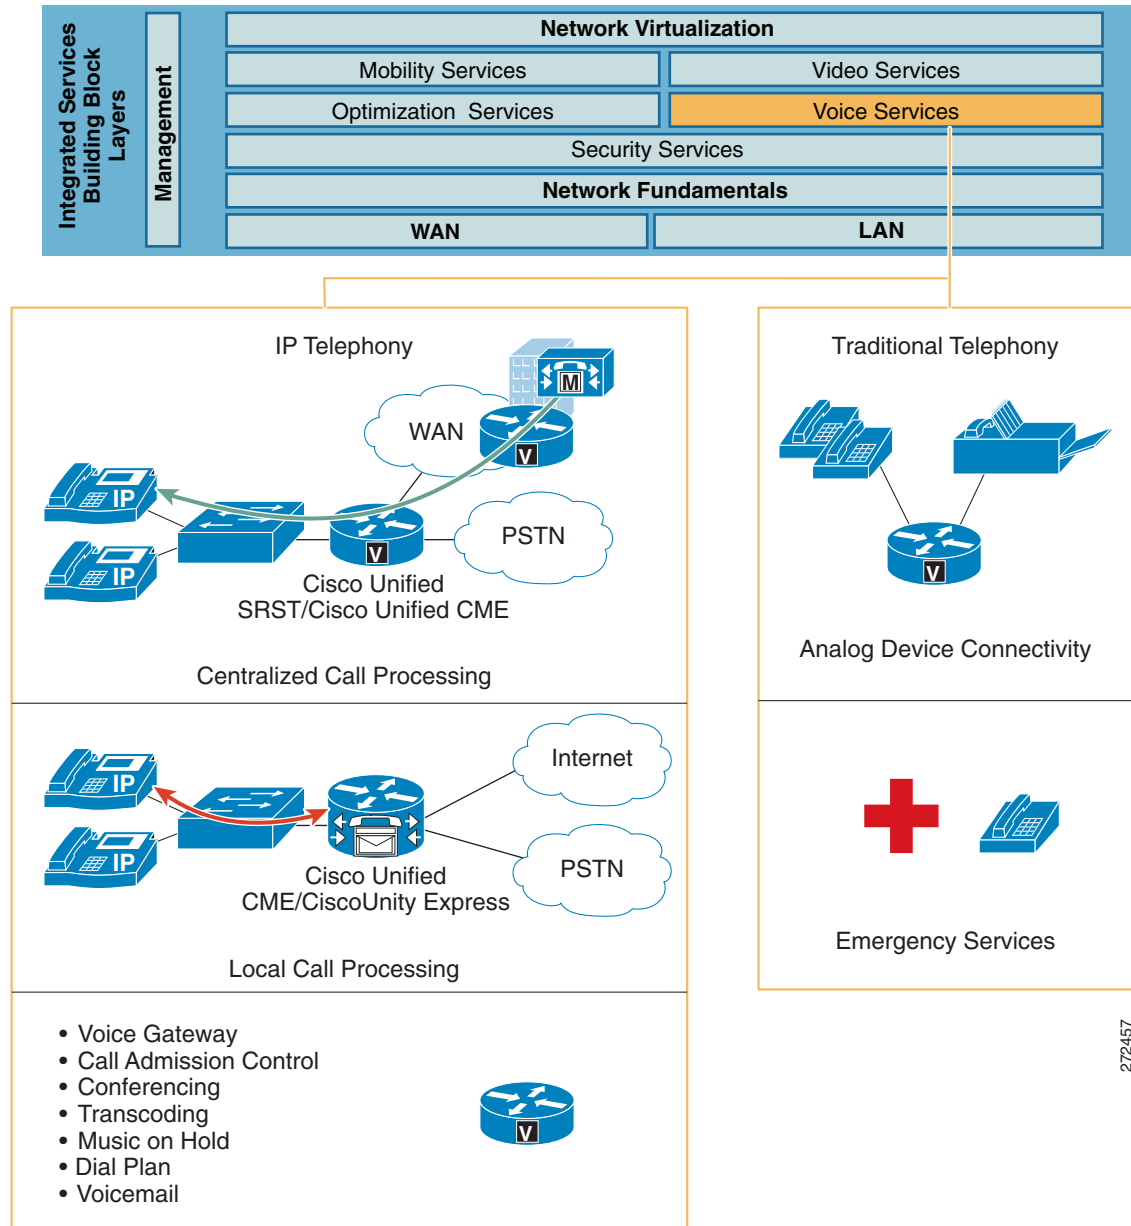 Integrated Services
Building Block
Layers
Management
Network Virtualization
Mobility Services
Video Services
Optimization Services
Voice Services
Security Services
Network Fundamentals
WAN
LAN
IP Telephony
M
WAN
V
IP
IP
PSTN
V
Cisco Unified
SRST/Cisco Unified CME
Centralized Call Processing
Internet
IP
IP
PSTN
Cisco Unified
CME/CiscoUnity Express
Local Call Processing
• Voice Gateway
• Call Admission Control
• Conferencing
• Transcoding
• Music on Hold
• Dial Plan
• Voicemail
V
Traditional Telephony
V
Analog Device Connectivity
Emergency Services
272457